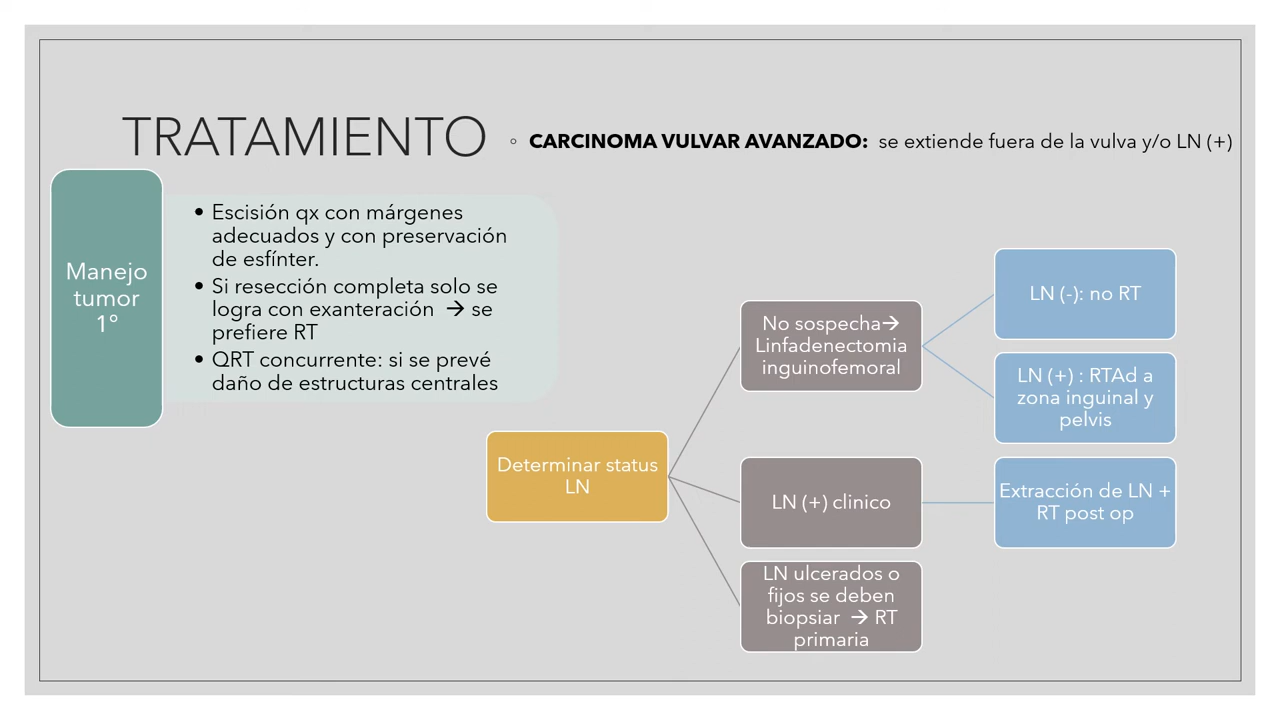 TRATAMIENTO
◦ CARCINOMA VULVAR AVANZADO: se extiende fuera de la vulva y/o LN (+)
Manejo
tumor
1°
• Escisión qx con márgenes
adecuados y con preservación
de esfínter.
• Si resección completa solo se
logra con exanteración → se
prefiere RT
• QRT concurrente: si se prevé
daño de estructuras centrales
Determinar status
LN
No sospecha→
Linfadenectomia
inguinofemoral
LN (-): no RT
LN (+) : RTAd a
zona inguinal y
pelvis
LN (+) clinico
Extracción de LN +
RT post op
LN ulcerados o
fijos se deben
biopsiar → RT
primaria